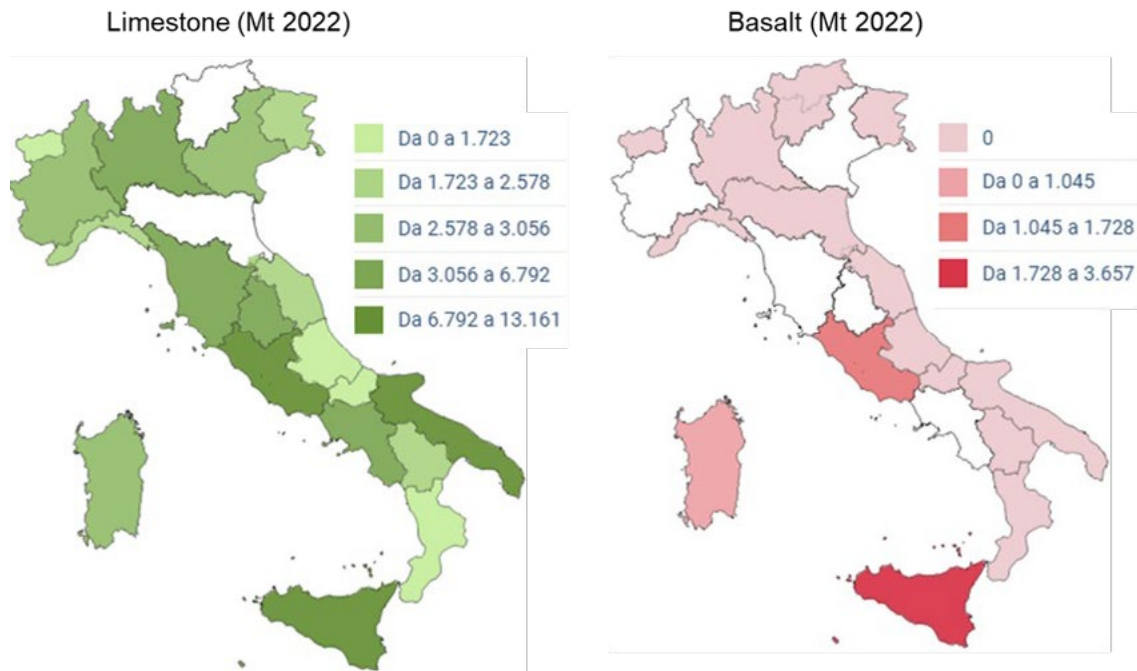 Limestone (Mt 2022)
Da 0 a 1.723
Da 1.723 a 2.578
Da 2.578 a 3.056
Da 3.056 a 6.792
Da 6.792 a 13.161
Basalt (Mt 2022)
0
Da 0 a 1.045
Da 1.045 a 1.728
Da 1.728 a 3.657